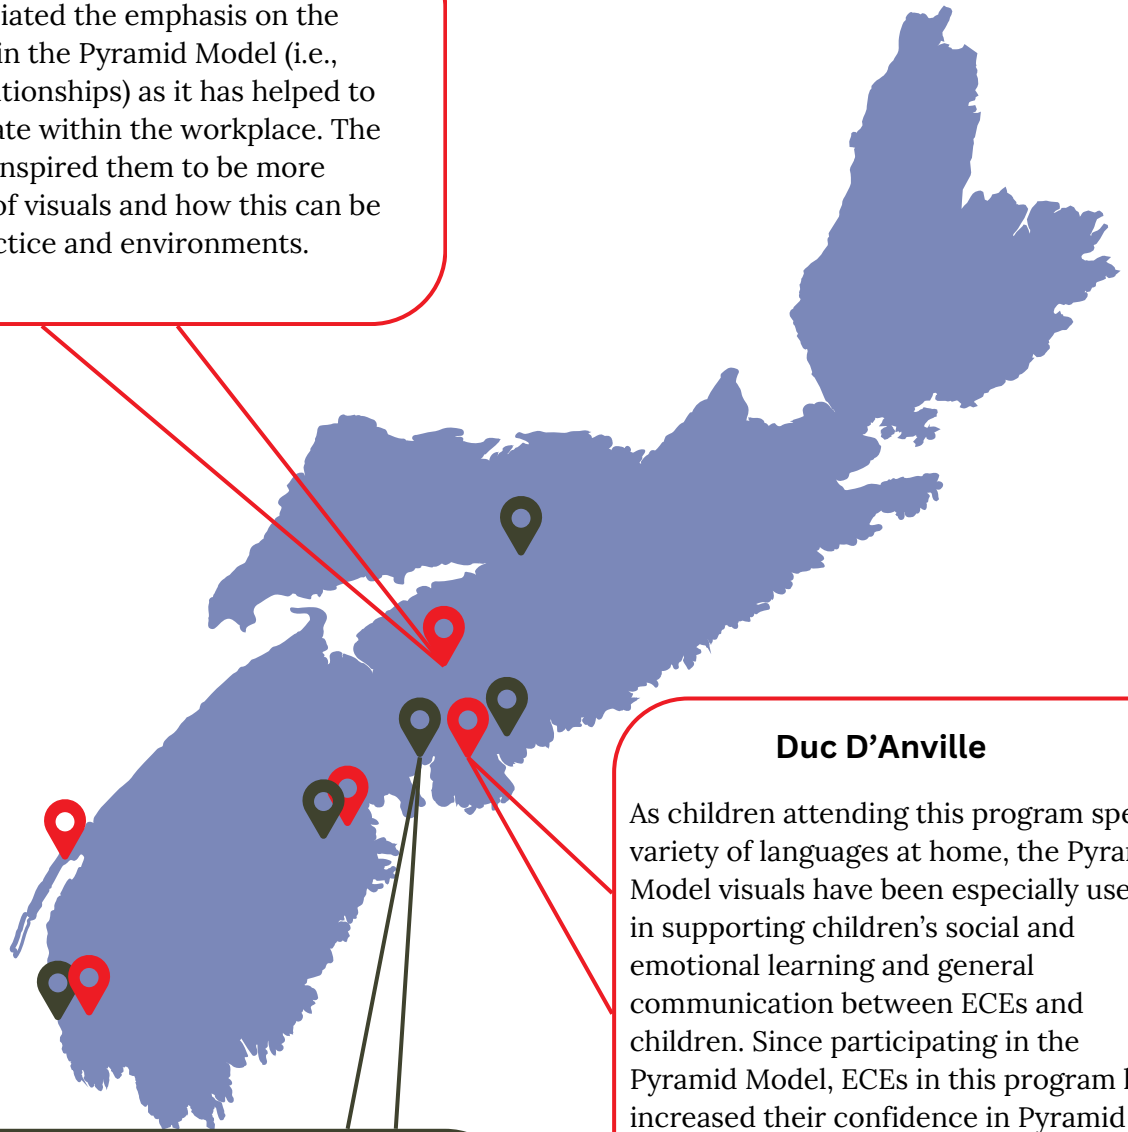 iated the emphasis on the
in the Pyramid Model (i.e.,
tionships) as it has helped to
ate within the workplace. The
nspired them to be more
of visuals and how this can be
ctice and environments.
Duc D’Anville
As children attending this program spe
variety of languages at home, the Pyra
Model visuals have been especially use
in supporting children’s social and
emotional learning and general
communication between ECEs and
children. Since participating in the
Pyramid Model, ECEs in this program
increased their confidence in Pyramid